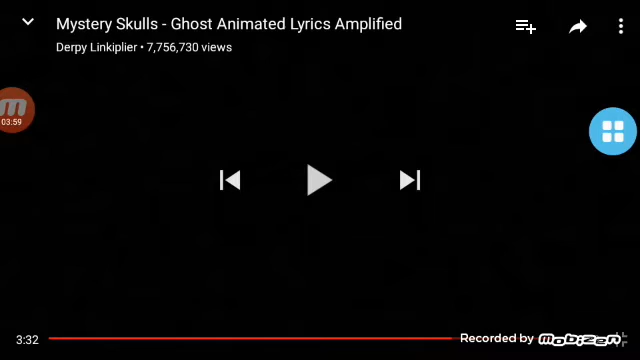 Mystery Skulls - Ghost Animated Lyrics Amplified
Derpy Linkiplier • 7,756,730 views
03:59
3:32
Recorded by Mobizen